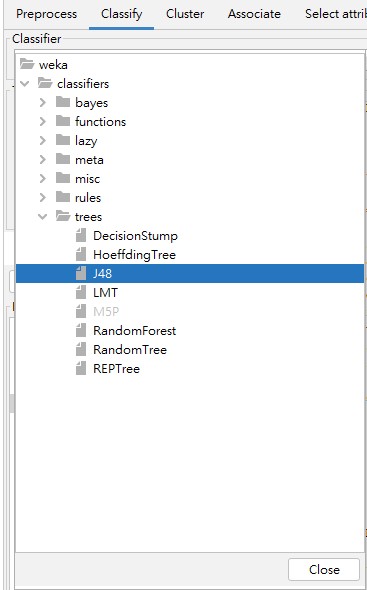 Preprocess Classify Cluster Associate Select attri
Classifier
weka
classifiers
bayes
functions
lazy
meta
misc
rules
trees
DecisionStump
HoeffdingTree
J48
LMT
M5P
RandomForest
RandomTree
REPTree
Close